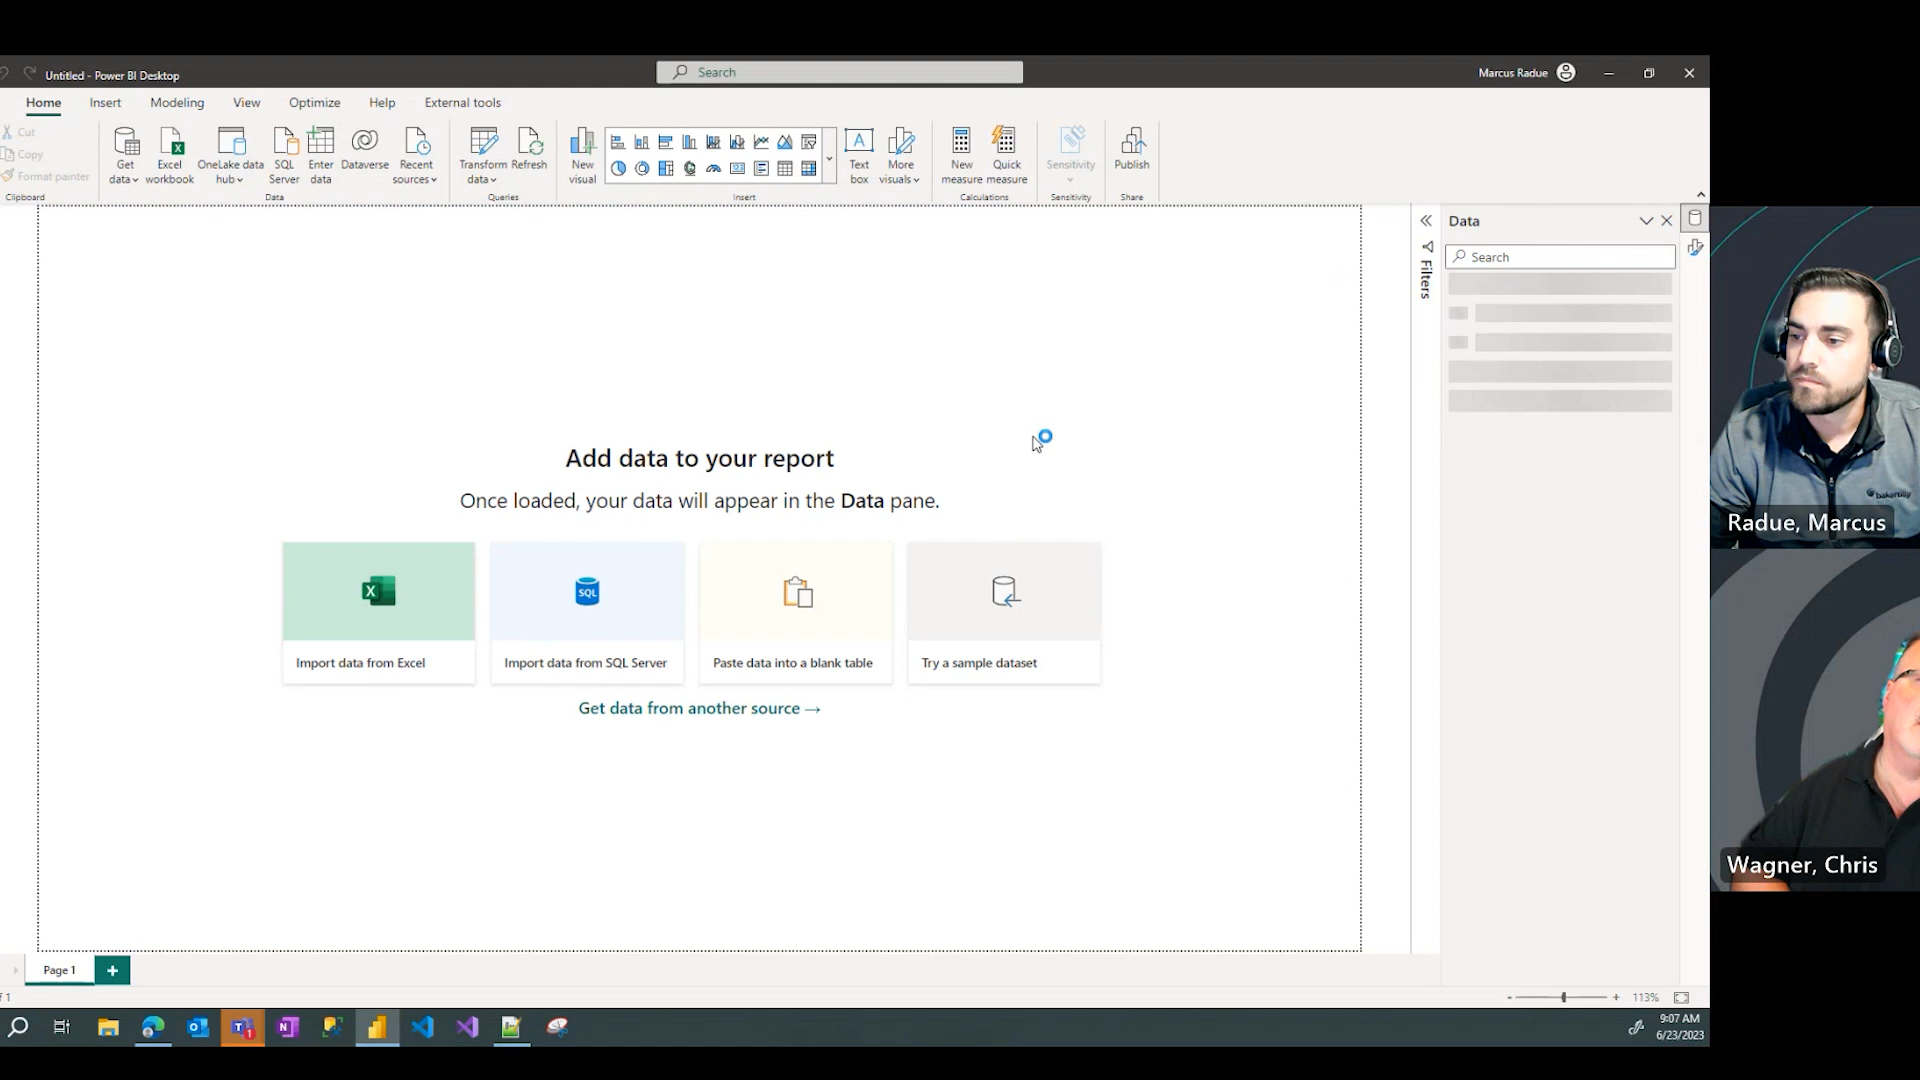 Untitled - Power BI Desktop
Search
Marcus Radue
Home
Insert
Modeling
View
Optimize
Help
External tools
Cut
Copy
Format painter
Clipboard
Get data
Excel workbook
OneLake data hub
SQL Server
Enter data
Dataverse
Recent sources
Data
Transform data
Refresh
Queries
New visual
Text box
More visuals
Insert
New measure
Quick measure
Calculations
Sensitivity
Sensitivity
Publish
Share
Filters
Data
Search
Add data to your report
Once loaded, your data will appear in the Data pane.
Import data from Excel
SQL
Import data from SQL Server
Paste data into a blank table
Try a sample dataset
Get data from another source →
bakertilly
Radue, Marcus
Wagner, Chris
Page 1
113%
9:07 AM
6/23/2023